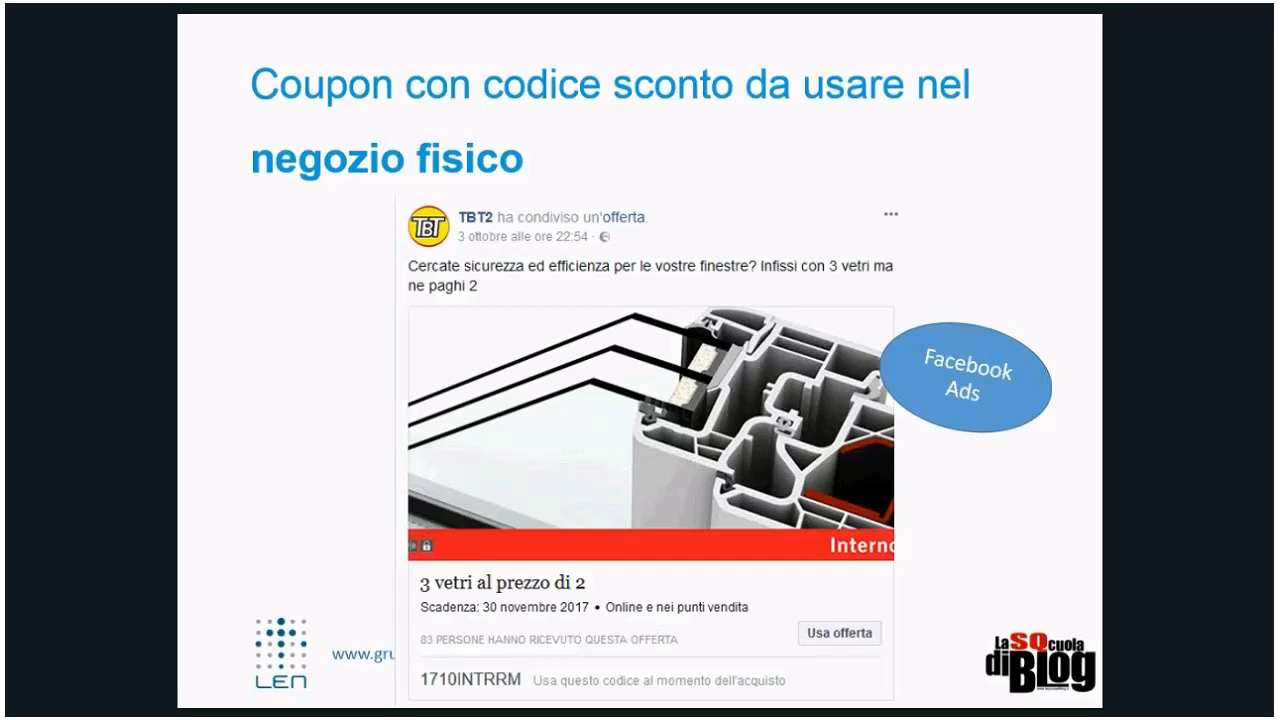 Coupon con codice sconto da usare nel
negozio fisico
TBT
TBT2 ha condiviso un'offerta.
3 ottobre alle ore 22:54
Cercate sicurezza ed efficienza per le vostre finestre? Infissi con 3 vetri ma
ne paghi 2
Facebook
Ads
Interno
3 vetri al prezzo di 2
Scadenza: 30 novembre 2017 • Online e nei punti vendita
83 PERSONE HANNO RICEVUTO QUESTA OFFERTA
Usa offerta
1710INTRRM Usa questo codice al momento dell'acquisto
LEN
www.gru
La SQcuola
di BLog